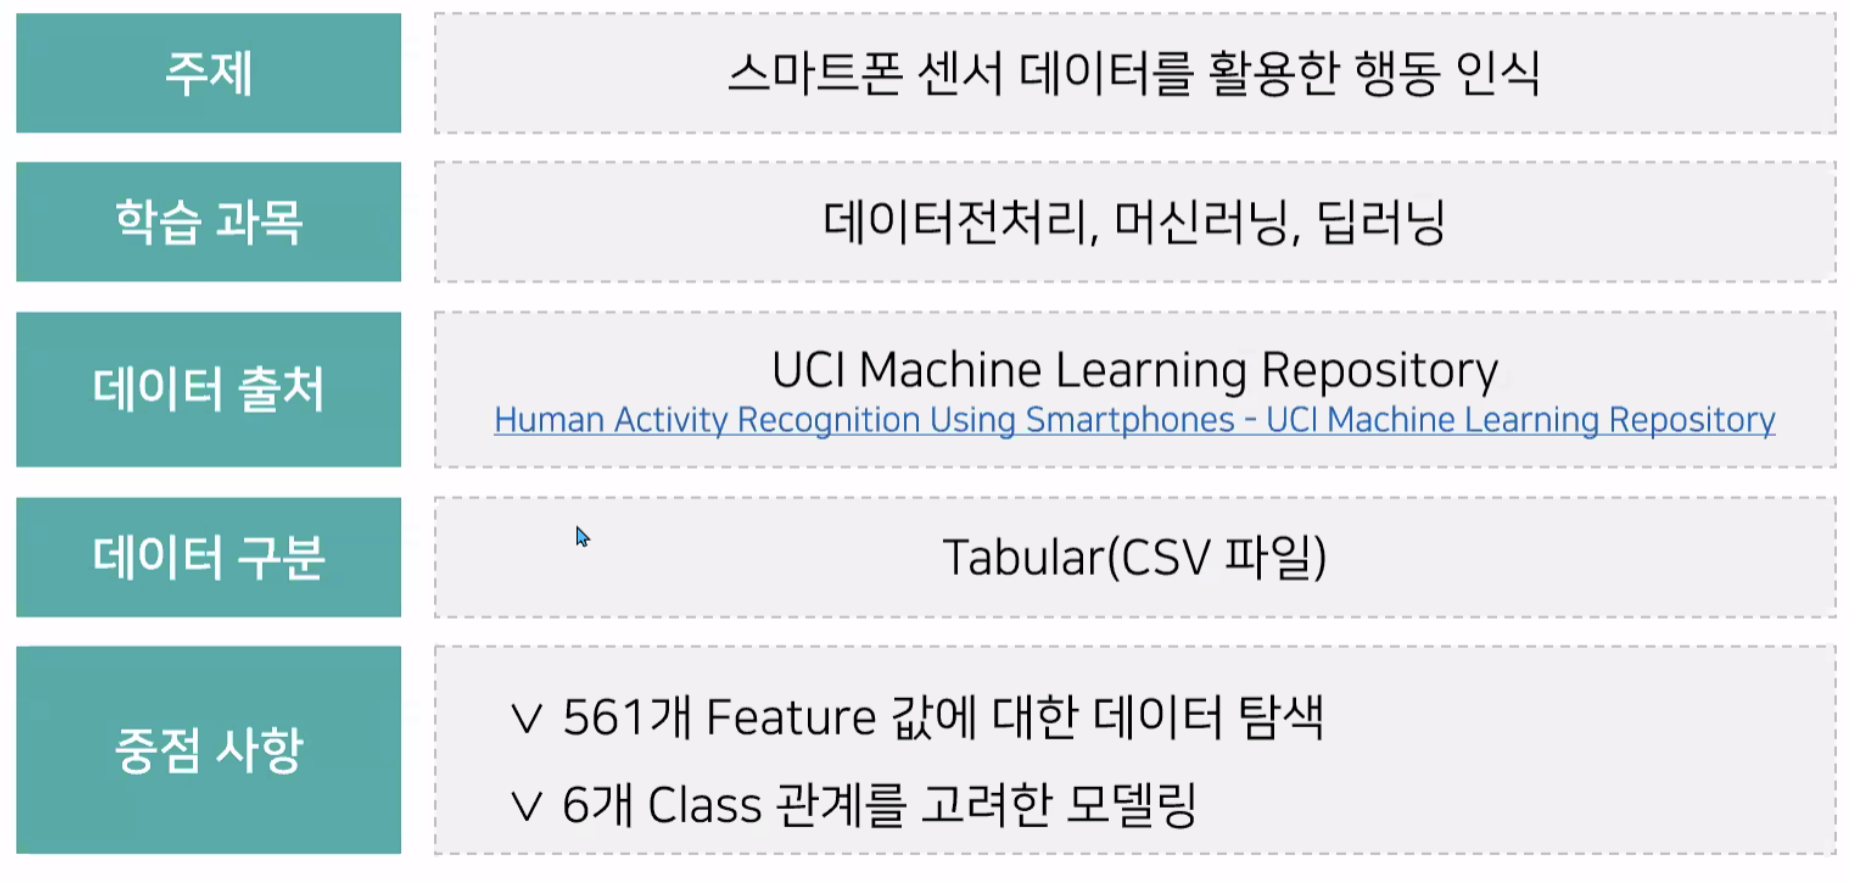 주제
스마트폰 센서 데이터를 활용한 행동 인식
학습 과목
데이터전처리, 머신러닝, 딥러닝
데이터 출처
UCI Machine Learning Repository
Human Activity Recognition Using Smartphones - UCI Machine Learning Repository
데이터 구분
Tabular(CSV 파일)
중점 사항
∨ 561개 Feature 값에 대한 데이터 탐색
∨ 6개 Class 관계를 고려한 모델링